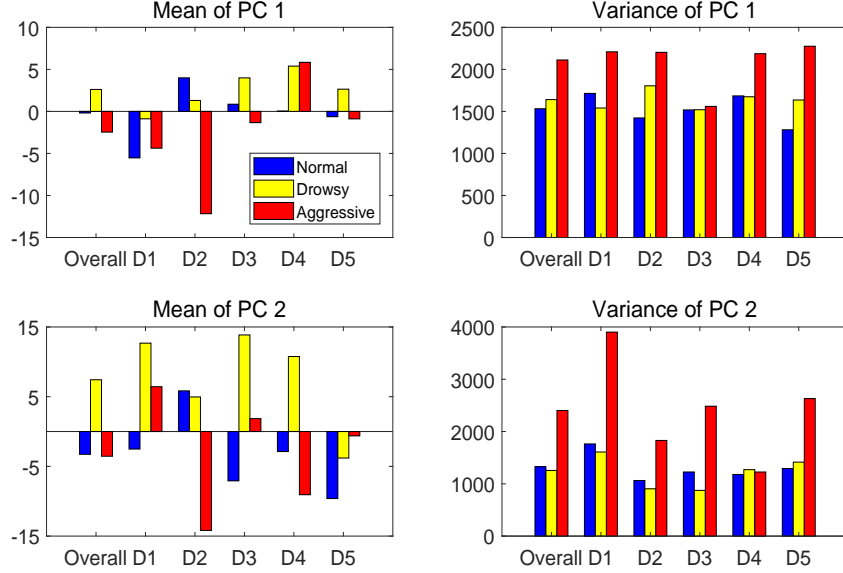 Mean of PC 1
10
5
0
-5
-10
-15
Normal
Drowsy
Aggressive
Overall D1 D2 D3 D4 D5
Variance of PC 1
2500
2000
1500
1000
500
0
Overall D1 D2 D3 D4 D5
Mean of PC 2
15
5
-5
-15
Overall D1 D2 D3 D4 D5
Variance of PC 2
4000
3000
2000
1000
0
Overall D1 D2 D3 D4 D5